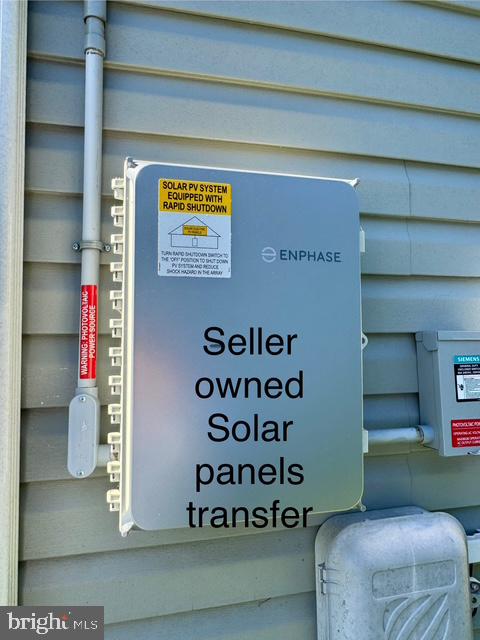 SOLAR PV SYSTEM
EQUIPPED WITH
RAPID SHUTDOWN
TURN RAPID SHUTDOWN SWITCH TO
THE "OFF" POSITION TO SHUT DOWN
PV SYSTEM AND REDUCE
SHOCK HAZARD IN THE ARRAY
ENPHASE
WARNING: PHOTOVOLTAIC
POWER SOURCE
Seller
owned
Solar
panels
transfer
SIEMENS
bright MLS